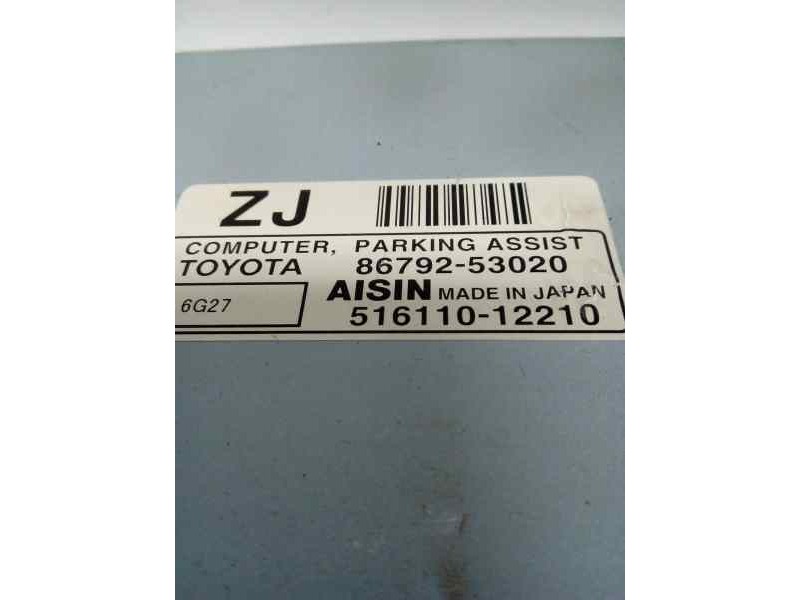 ZJ
COMPUTER, PARKING ASSIST
TOYOTA 86792-53020
6G27 AISIN MADE IN JAPAN
516110-12210